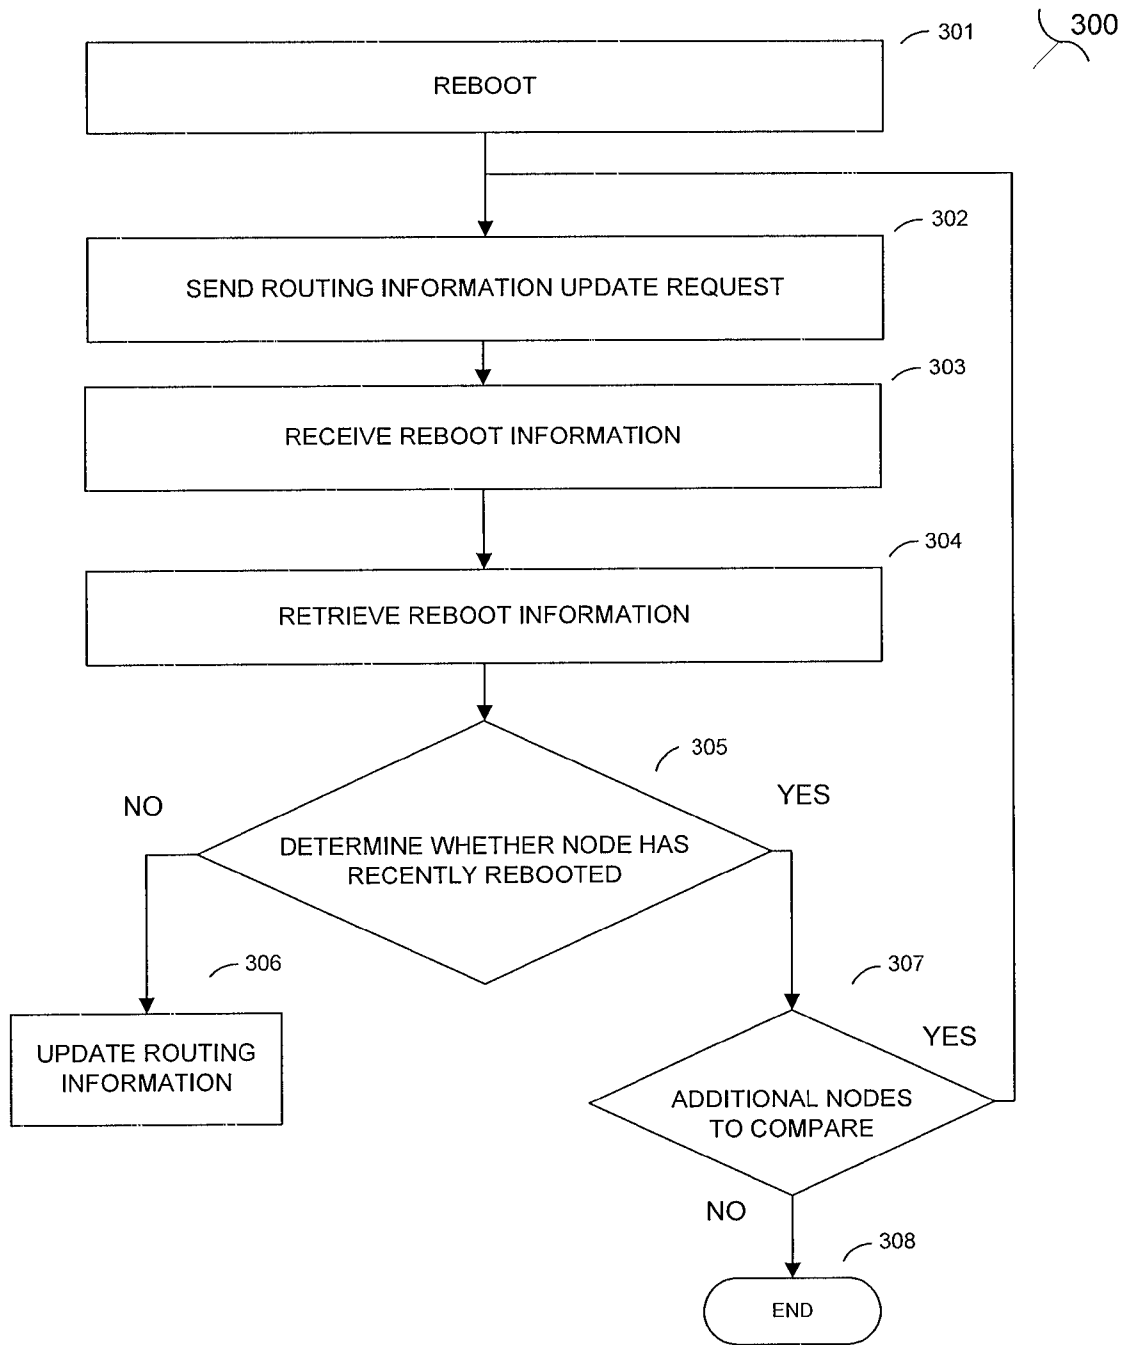 300
301
REBOOT
302
SEND ROUTING INFORMATION UPDATE REQUEST
303
RECEIVE REBOOT INFORMATION
304
RETRIEVE REBOOT INFORMATION
305
NO
YES
DETERMINE WHETHER NODE HAS
RECENTLY REBOOTED
306
307
UPDATE ROUTING
INFORMATION
YES
ADDITIONAL NODES
TO COMPARE
NO
308
END